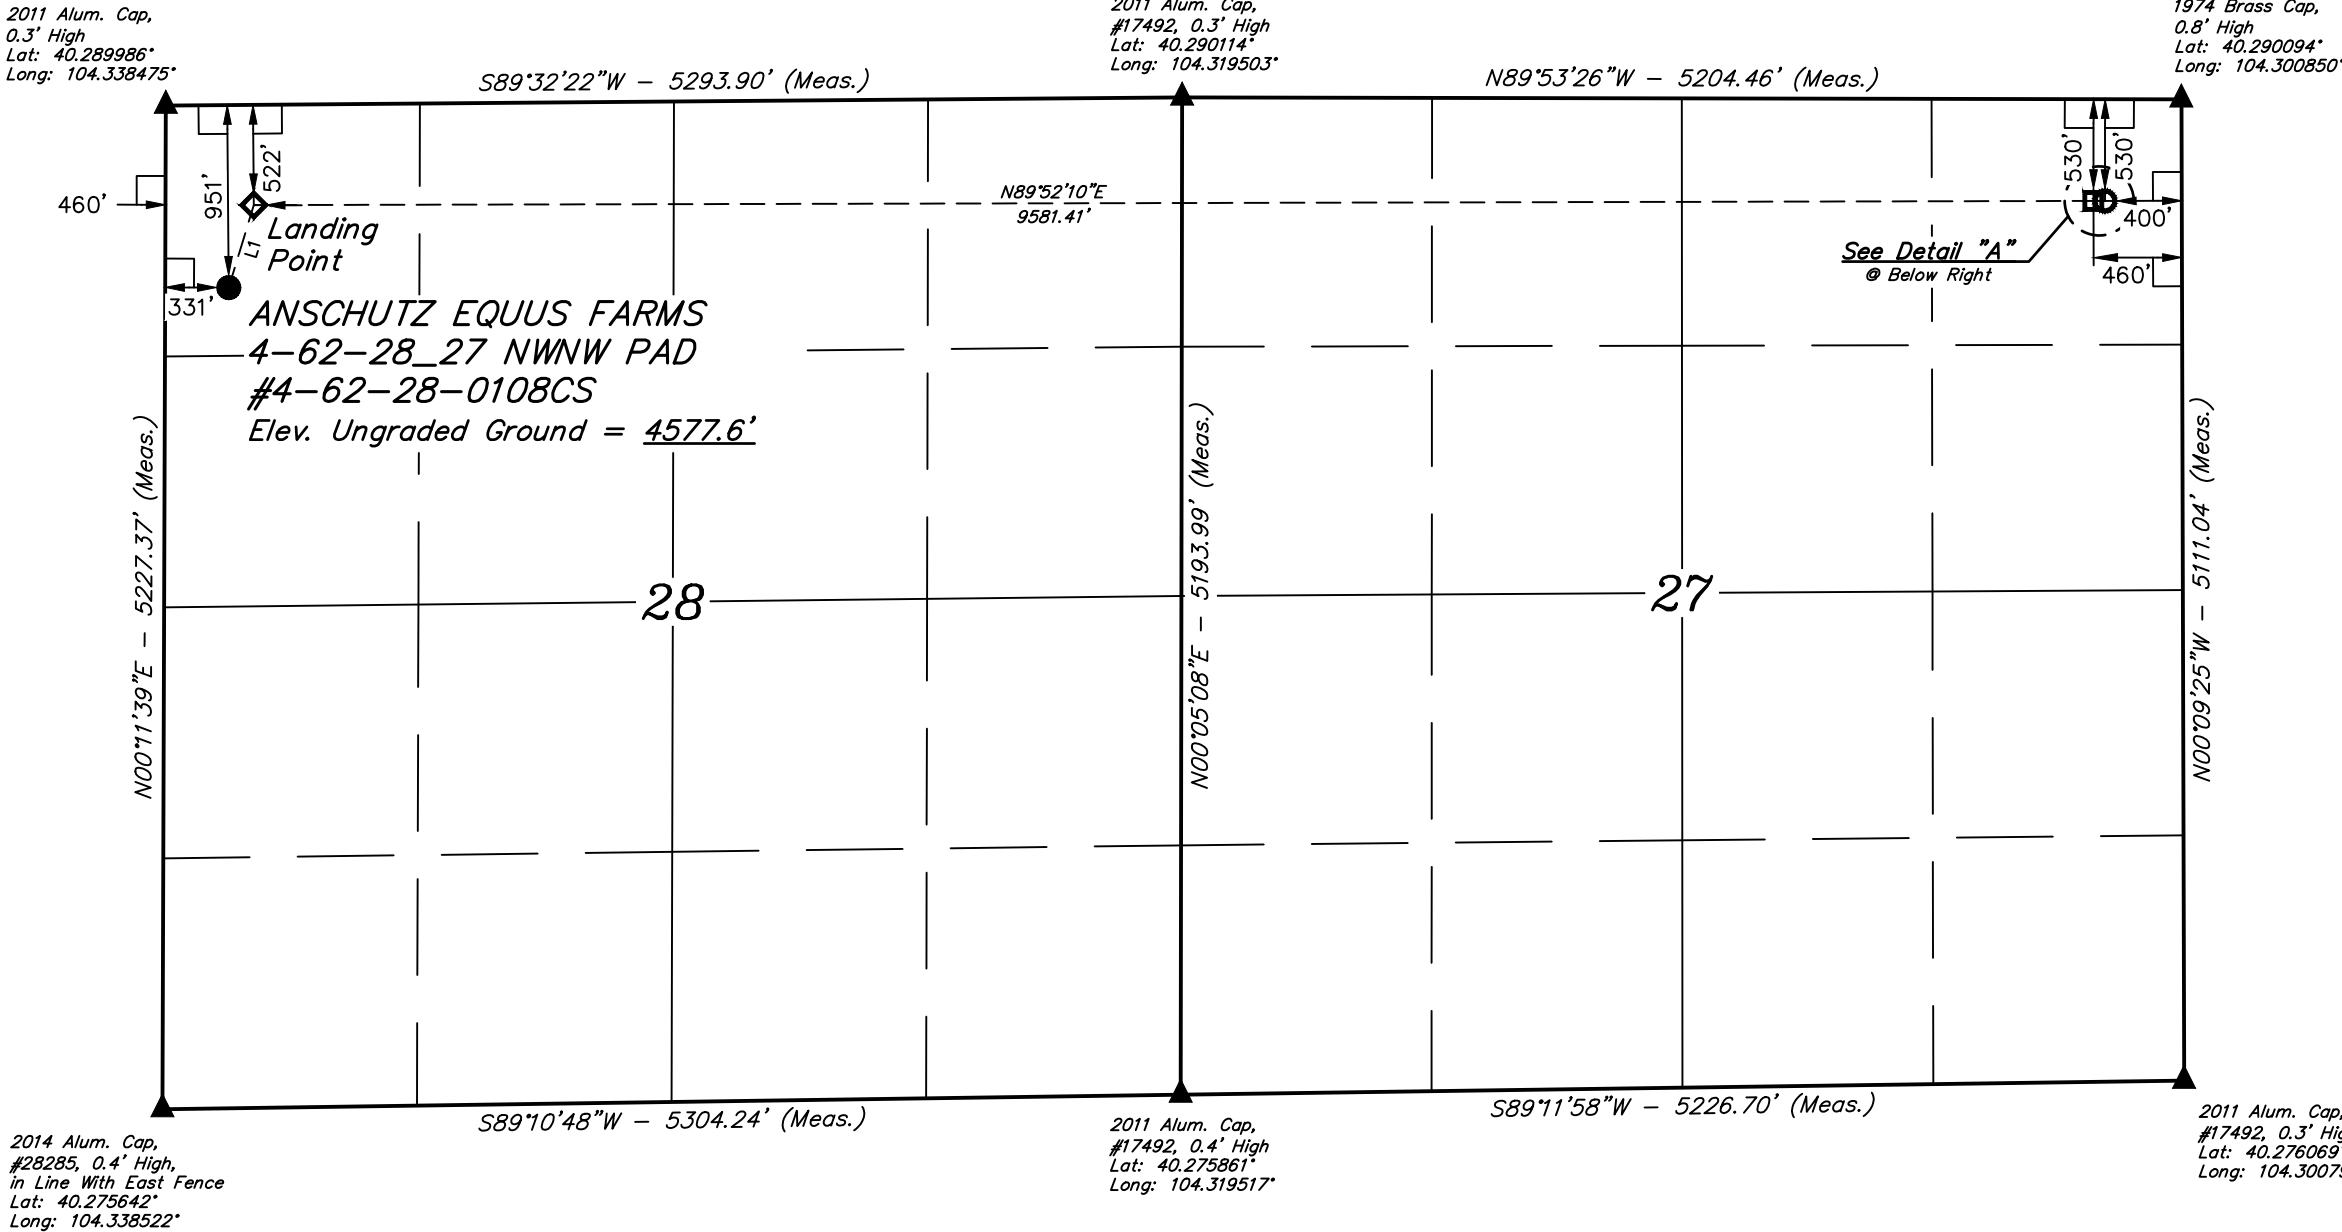 2011 Alum. Cap,
0.3' High
Lat: 40.289986°
Long: 104.338475°
2011 Alum. Cap,
#17492, 0.3' High
Lat: 40.290114°
Long: 104.319503°
1974 Brass Cap,
0.8' High
Lat: 40.290094°
Long: 104.300850°
S89°32'22"W – 5293.90' (Meas.)
N89°53'26"W – 5204.46' (Meas.)
460'
951'
522'
L1
331'
Landing
Point
N89°52'10"E
9581.41'
530'
530'
400'
460'
See Detail "A"
@ Below Right
ANSCHUTZ EQUUS FARMS
4-62-28_27 NWNW PAD
#4-62-28-0108CS
Elev. Ungraded Ground = 4577.6'
N00°11'39"E – 5227.37' (Meas.)
N00°05'08"E – 5193.99' (Meas.)
N00°09'25"W – 5111.04' (Meas.)
28
27
S89°10'48"W – 5304.24' (Meas.)
S89°11'58"W – 5226.70' (Meas.)
2014 Alum. Cap,
#28285, 0.4' High,
in Line With East Fence
Lat: 40.275642°
Long: 104.338522°
2011 Alum. Cap,
#17492, 0.4' High
Lat: 40.275861°
Long: 104.319517°
2011 Alum. Cap,
#17492, 0.3'
Lat: 40.276069
Long: